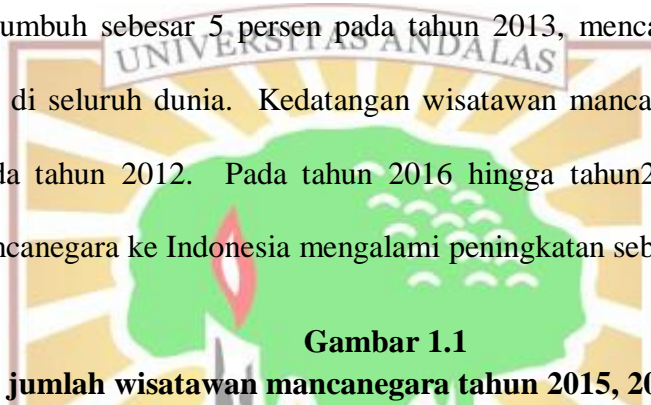 umbuh sebesar 5 persen pada tahun 2013, menca
UNIVERSITAS ANDALAS
di seluruh dunia. Kedatangan wisatawan manca
da tahun 2012. Pada tahun 2016 hingga tahun2
ncanegara ke Indonesia mengalami peningkatan seb
Gambar 1.1
jumlah wisatawan mancanegara tahun 2015, 20